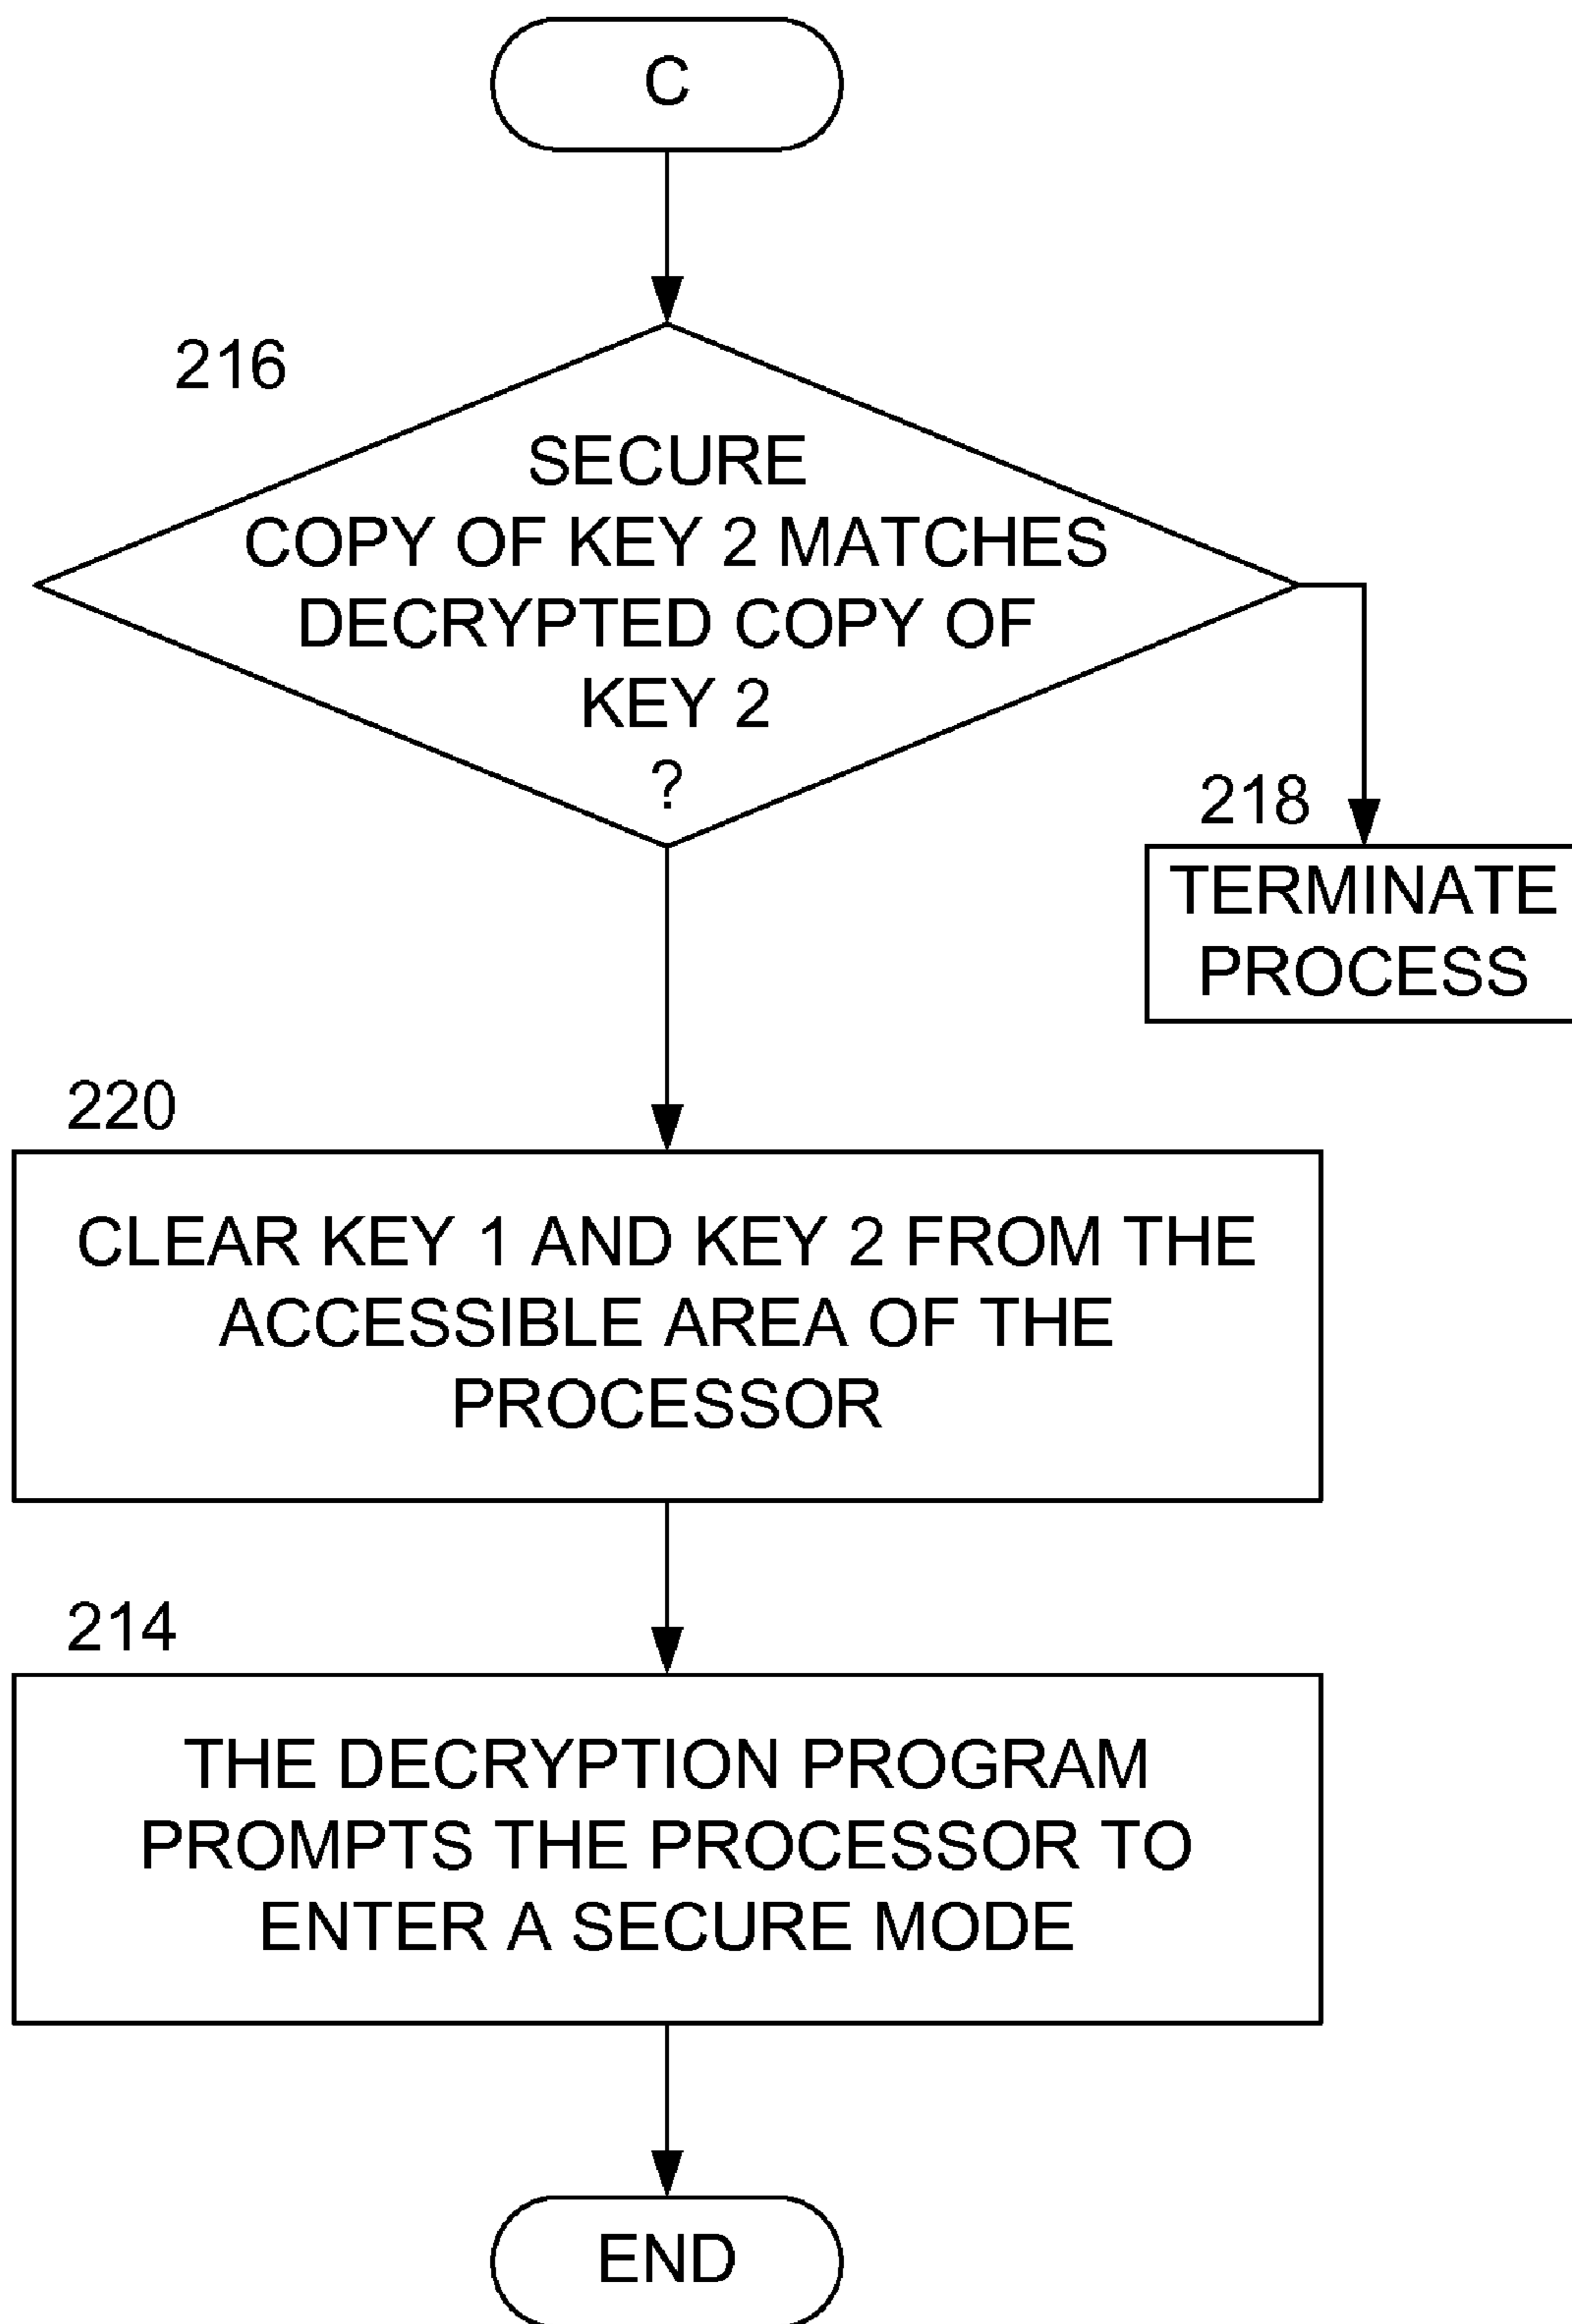 C
216
SECURE
COPY OF KEY 2 MATCHES
DECRYPTED COPY OF
KEY 2
?
218
TERMINATE
PROCESS
220
CLEAR KEY 1 AND KEY 2 FROM THE
ACCESSIBLE AREA OF THE
PROCESSOR
214
THE DECRYPTION PROGRAM
PROMPTS THE PROCESSOR TO
ENTER A SECURE MODE
END